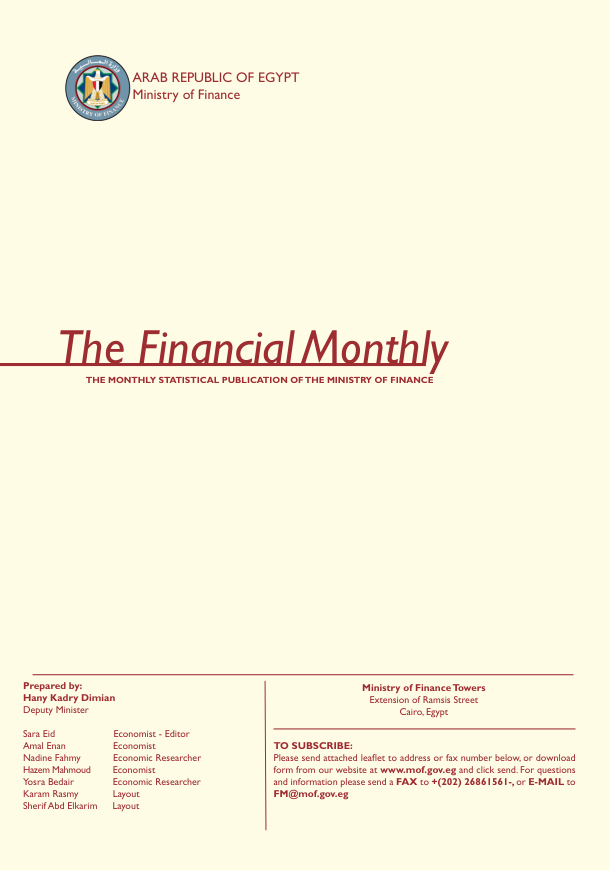 وزارة المالية
MINISTRY OF FINANCE
ARAB REPUBLIC OF EGYPT
Ministry of Finance
The Financial Monthly
THE MONTHLY STATISTICAL PUBLICATION OF THE MINISTRY OF FINANCE
Prepared by:
Hany Kadry Dimian
Deputy Minister
Sara Eid Economist - Editor
Amal Enan Economist
Nadine Fahmy Economic Researcher
Hazem Mahmoud Economist
Yosra Bedair Economic Researcher
Karam Rasmy Layout
Sherif Abd Elkarim Layout
Ministry of Finance Towers
Extension of Ramsis Street
Cairo, Egypt
TO SUBSCRIBE:
Please send attached leaflet to address or fax number below, or download
form from our website at www.mof.gov.eg and click send. For questions
and information please send a FAX to +(202) 26861561-, or E-MAIL to
FM@mof.gov.eg